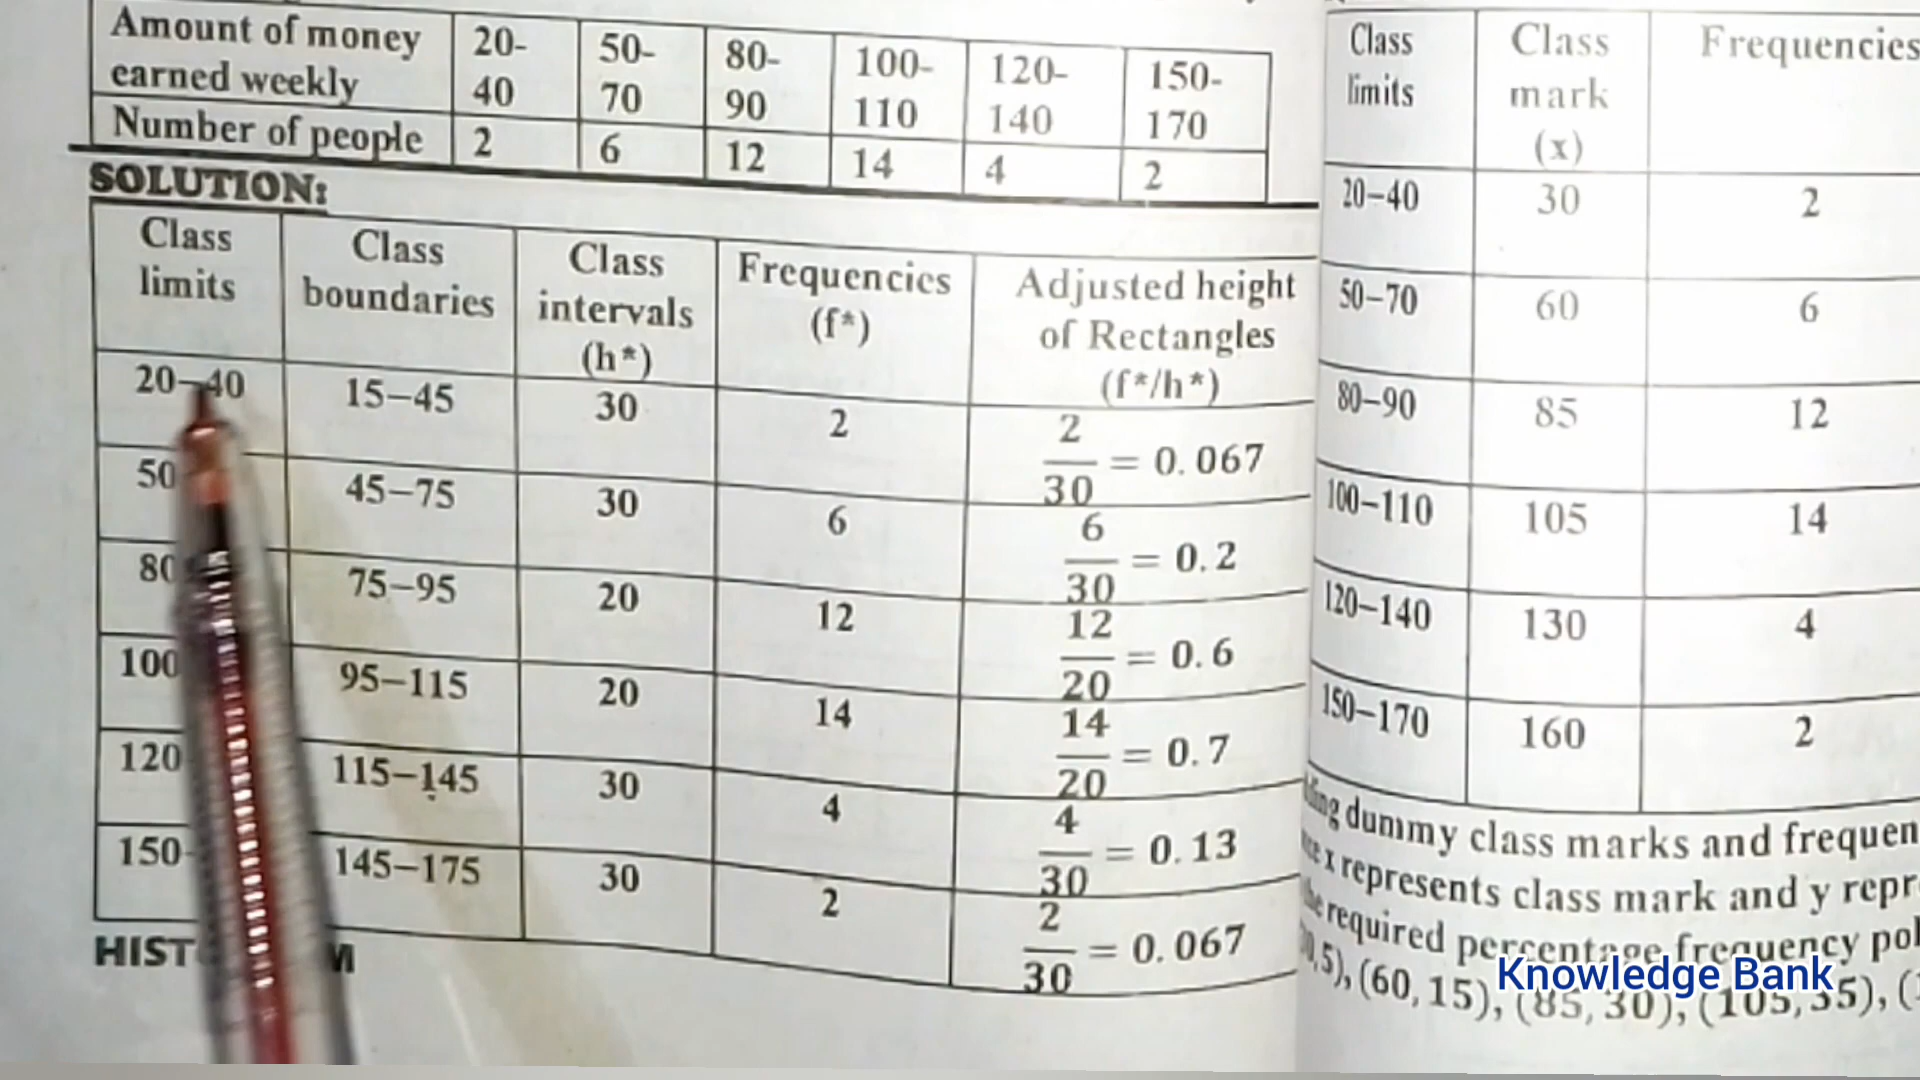 Amount of money earned weekly 20-40 50-70 80-90 100-110 120-140 150-170
Number of people 2 6 12 14 4 2
SOLUTION:
Class limits Class boundaries Class intervals (h*) Frequencies (f*) Adjusted height of Rectangles (f*/h*)
20–40 15–45 30 2 2/30 = 0.067
50 45–75 30 6 6/30 = 0.2
80 75–95 20 12 12/20 = 0.6
100 95–115 20 14 14/20 = 0.7
120 115–145 30 4 4/30 = 0.13
150- 145–175 30 2 2/30 = 0.067
Class limits Class mark (x) Frequencies
20–40 30 2
50–70 60 6
80–90 85 12
100–110 105 14
120–140 130 4
150–170 160 2
dummy class marks and frequen
x represents class mark and y repr
required percentage frequency pol
,5), (60, 15), (85, 30), (105, 35), (
Knowledge Bank